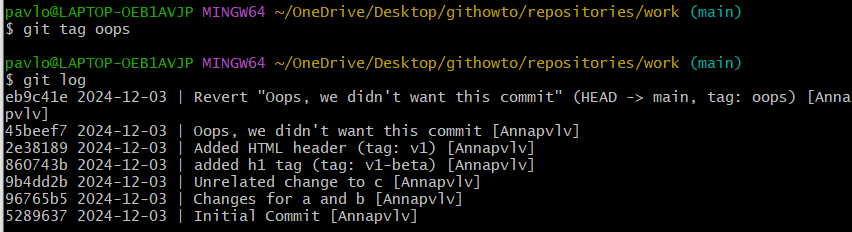 pavlo@LAPTOP-OEB1AVJP MINGW64 ~/OneDrive/Desktop/githowto/repositories/work (main)
$ git tag oops
pavlo@LAPTOP-OEB1AVJP MINGW64 ~/OneDrive/Desktop/githowto/repositories/work (main)
$ git log
eb9c41e 2024-12-03 | Revert "Oops, we didn't want this commit" (HEAD -> main, tag: oops) [Anna
pvlv]
45beef7 2024-12-03 | Oops, we didn't want this commit [Annapvlv]
2e38189 2024-12-03 | Added HTML header (tag: v1) [Annapvlv]
860743b 2024-12-03 | added h1 tag (tag: v1-beta) [Annapvlv]
9b4dd2b 2024-12-03 | Unrelated change to c [Annapvlv]
96765b5 2024-12-03 | Changes for a and b [Annapvlv]
5289637 2024-12-03 | Initial Commit [Annapvlv]